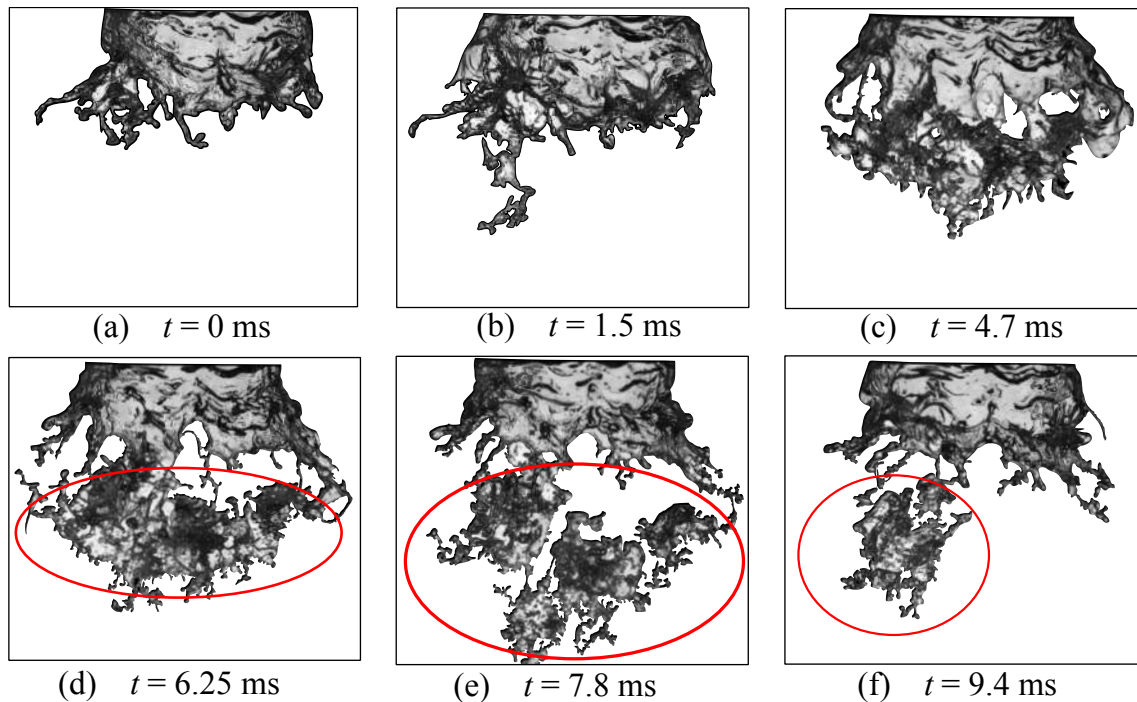 (a) t = 0 ms
(b) t = 1.5 ms
(c) t = 4.7 ms
(d) t = 6.25 ms
(e) t = 7.8 ms
(f) t = 9.4 ms